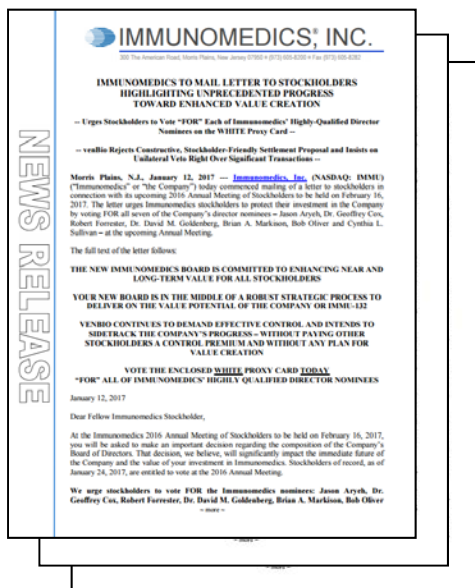 IMMUNOMEDICS, INC.
300 The American Road, Morris Plains, New Jersey 07950 • (973) 605-8200 • Fax (973) 605-8282
IMMUNOMEDICS TO MAIL LETTER TO STOCKHOLDERS
HIGHLIGHTING UNPRECEDENTED PROGRESS
TOWARD ENHANCED VALUE CREATION
-- Urges Stockholders to Vote “FOR” Each of Immunomedics’ Highly-Qualified Director
Nominees on the WHITE Proxy Card --
-- venBio Rejects Constructive, Stockholder-Friendly Settlement Proposal and Insists on
Unilateral Veto Right Over Significant Transactions --
Morris Plains, N.J., January 12, 2017 --- Immunomedics, Inc. (NASDAQ: IMMU)
(“Immunomedics” or “the Company”) today commenced mailing of a letter to stockholders in
connection with its upcoming 2016 Annual Meeting of Stockholders to be held on February 16,
2017. The letter urges Immunomedics stockholders to protect their investment in the Company
by voting FOR all seven of the Company’s director nominees – Jason Aryeh, Dr. Geoffrey Cox,
Robert Forrester, Dr. David M. Goldenberg, Brian A. Markison, Bob Oliver and Cynthia L.
Sullivan – at the upcoming Annual Meeting.
The full text of the letter follows:
THE NEW IMMUNOMEDICS BOARD IS COMMITTED TO ENHANCING NEAR AND
LONG-TERM VALUE FOR ALL STOCKHOLDERS
YOUR NEW BOARD IS IN THE MIDDLE OF A ROBUST STRATEGIC PROCESS TO
DELIVER ON THE VALUE POTENTIAL OF THE COMPANY OR IMMU-132
VENBIO CONTINUES TO DEMAND EFFECTIVE CONTROL AND INTENDS TO
SIDETRACK THE COMPANY’S PROGRESS – WITHOUT PAYING OTHER
STOCKHOLDERS A CONTROL PREMIUM AND WITHOUT ANY PLAN FOR
VALUE CREATION
VOTE THE ENCLOSED WHITE PROXY CARD TODAY
“FOR” ALL OF IMMUNOMEDICS’ HIGHLY QUALIFIED DIRECTOR NOMINEES
January 12, 2017
Dear Fellow Immunomedics Stockholder,
At the Immunomedics 2016 Annual Meeting of Stockholders to be held on February 16, 2017,
you will be asked to make an important decision regarding the composition of the Company’s
Board of Directors. That decision, we believe, will significantly impact the immediate future of
the Company and the value of your investment in Immunomedics. Stockholders of record, as of
January 24, 2017, are entitled to vote at the 2016 Annual Meeting.
We urge stockholders to vote FOR the Immunomedics nominees: Jason Aryeh, Dr.
Geoffrey Cox, Robert Forrester, Dr. David M. Goldenberg, Brian A. Markison, Bob Oliver
– more –
NEWS RELEASE
– more –
– more –